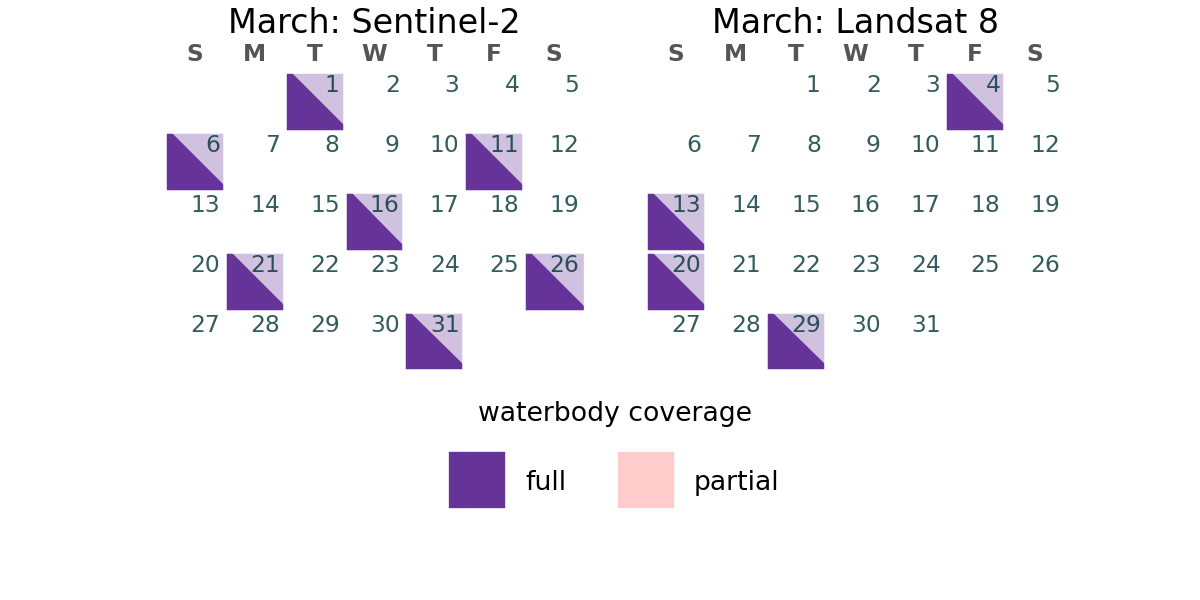 March: Sentinel-2
S M T W T F S
1 2 3 4 5
6 7 8 9 10 11 12
13 14 15 16 17 18 19
20 21 22 23 24 25 26
27 28 29 30 31
March: Landsat 8
S M T W T F S
1 2 3 4 5
6 7 8 9 10 11 12
13 14 15 16 17 18 19
20 21 22 23 24 25 26
27 28 29 30 31
waterbody coverage
full partial